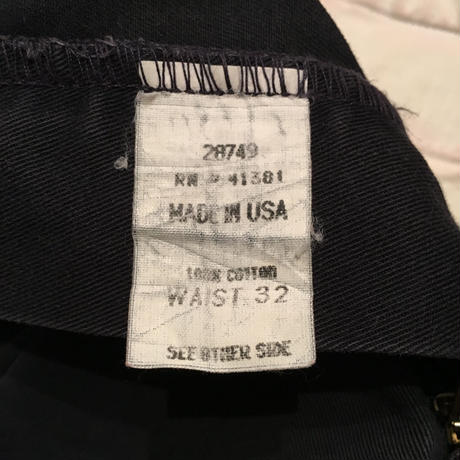 28749
RN # 41381
MADE IN USA
100% COTTON
WAIST 32
SEE OTHER SIDE